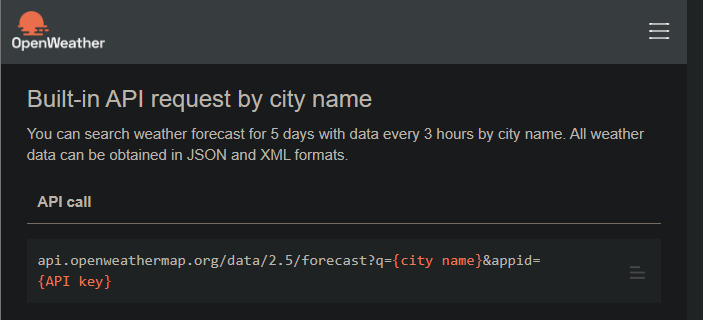 OpenWeather
Built-in API request by city name
You can search weather forecast for 5 days with data every 3 hours by city name. All weather
data can be obtained in JSON and XML formats.
API call
api.openweathermap.org/data/2.5/forecast?q={city name}&appid=
{API key}